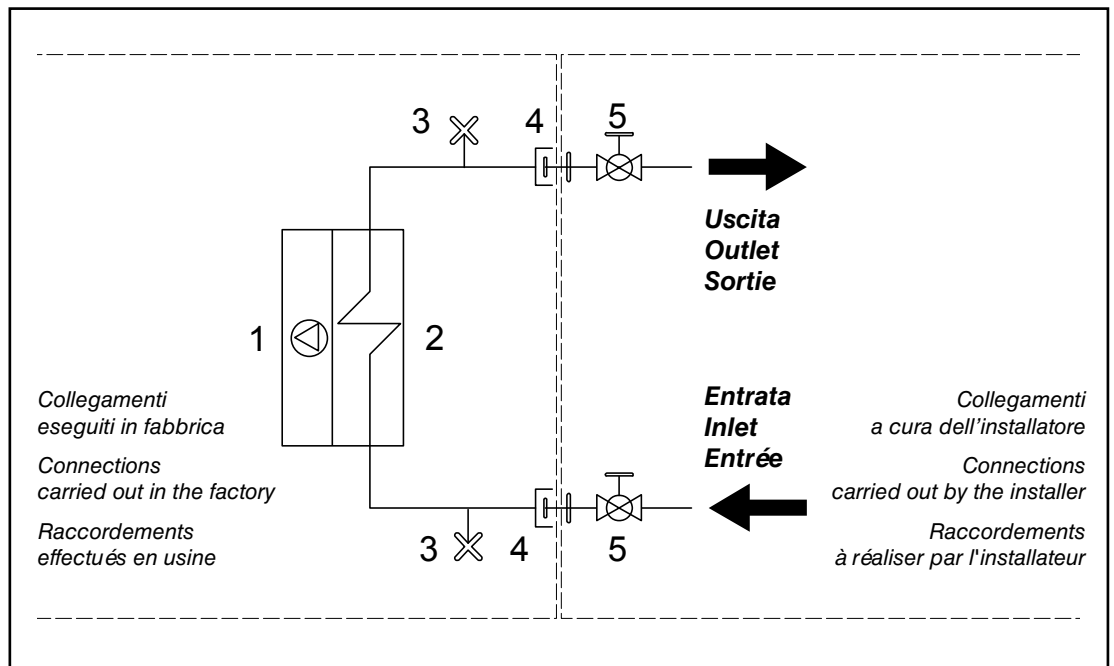 3
4
5
Uscita
Outlet
Sortie
1
2
Collegamenti
eseguiti in fabbrica
Connections
carried out in the factory
Raccordements
effectués en usine
Entrata
Inlet
Entrée
Collegamenti
a cura dell'installatore
Connections
carried out by the installer
Raccordements
à réaliser par l'installateur
3
4
5